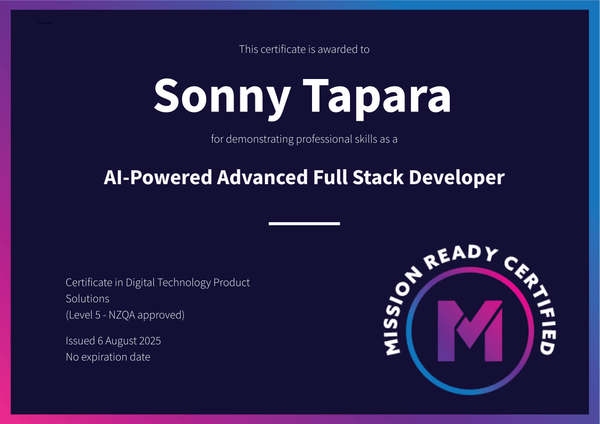 This certificate is awarded to
Sonny Tapara
for demonstrating professional skills as a
AI-Powered Advanced Full Stack Developer
Certificate in Digital Technology Product
Solutions
(Level 5 - NZQA approved)
Issued 6 August 2025
No expiration date
MISSION READY CERTIFIED
M